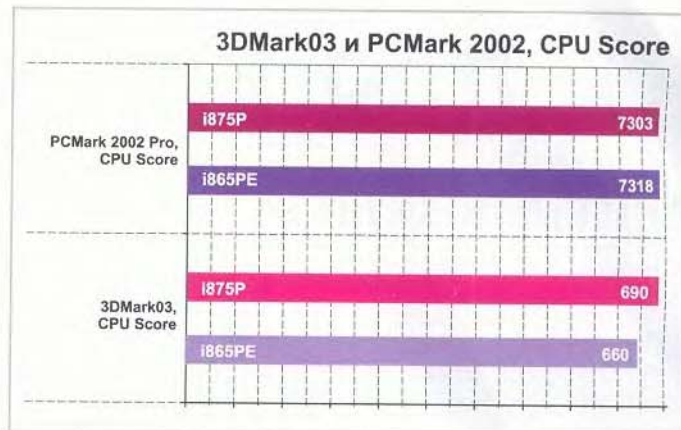 3DMark03 и PCMark 2002, CPU Score
PCMark 2002 Pro,
CPU Score
i875P 7303
i865PE 7318
3DMark03,
CPU Score
i875P 690
i865PE 660